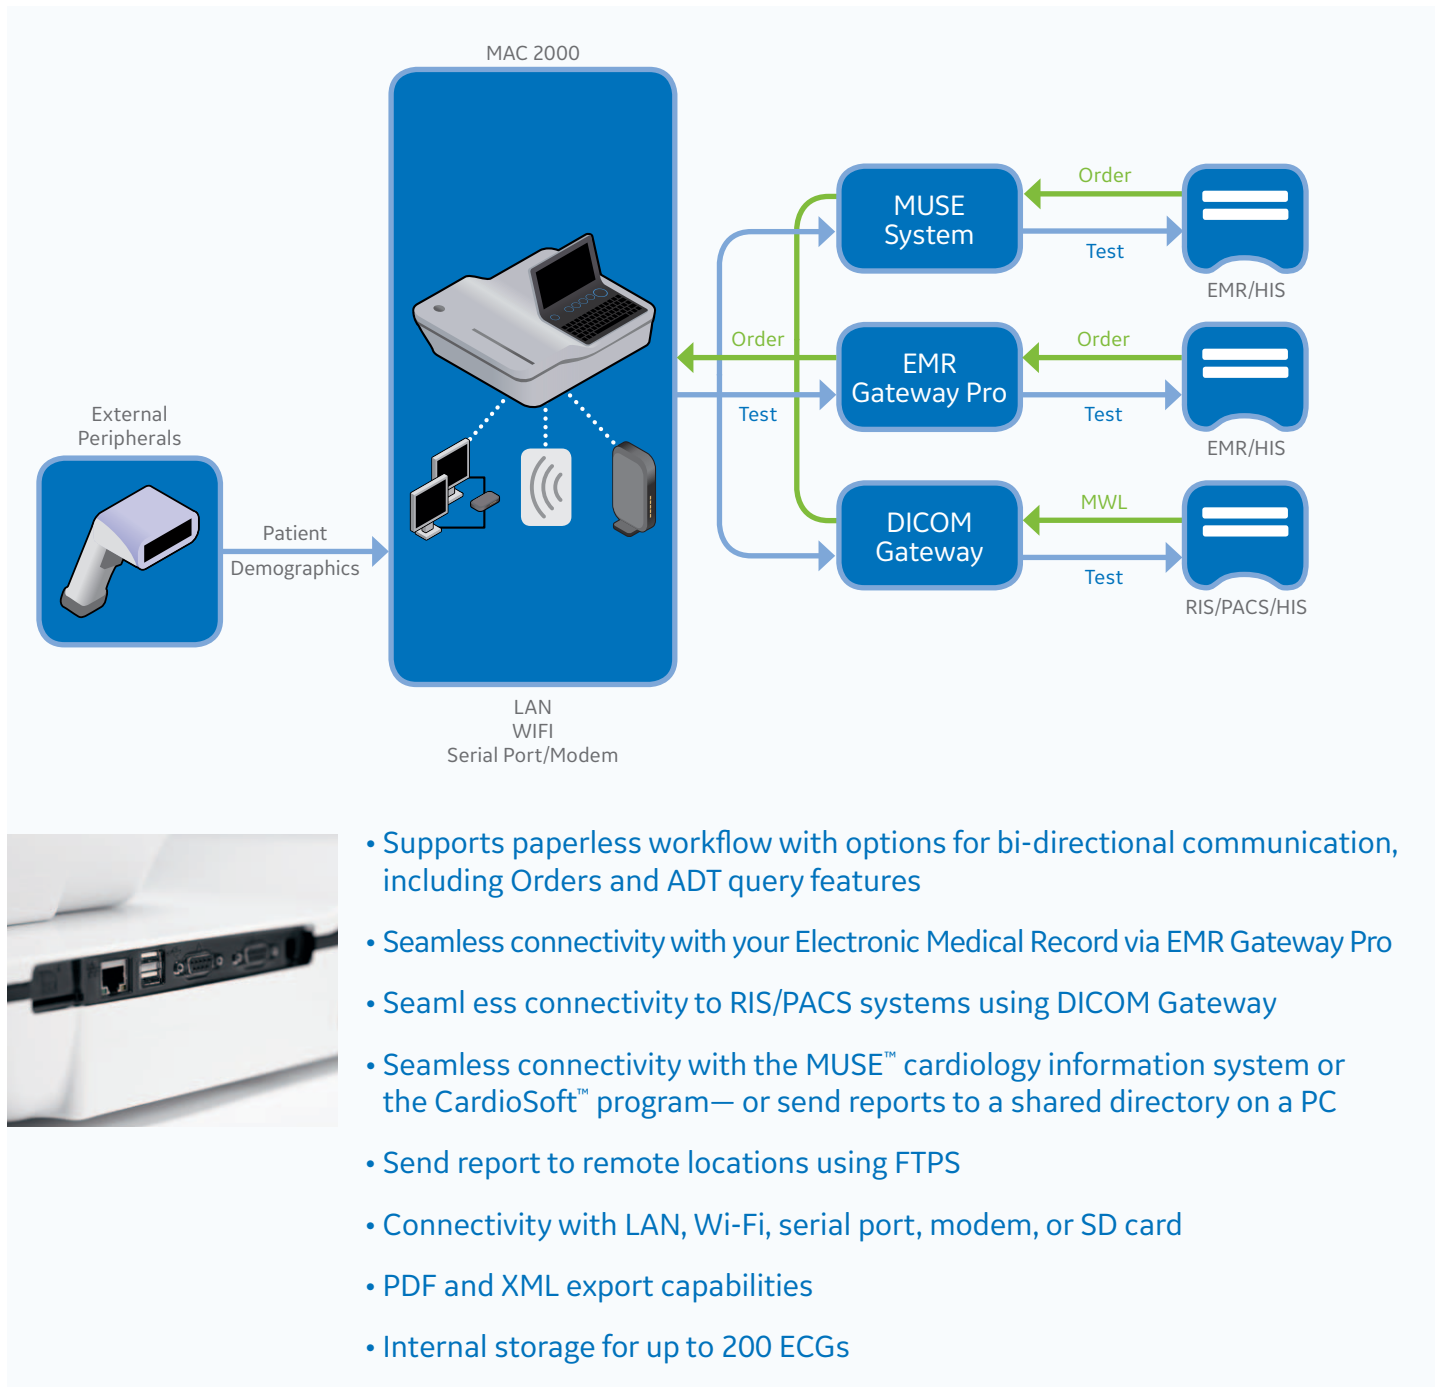 MAC 2000
External
Peripherals
Patient
Demographics
LAN
WIFI
Serial Port/Modem
Order
Test
MUSE
System
EMR
Gateway Pro
DICOM
Gateway
Order
Test
EMR/HIS
Order
Test
EMR/HIS
MWL
Test
RIS/PACS/HIS
• Supports paperless workflow with options for bi-directional communication,
including Orders and ADT query features
• Seamless connectivity with your Electronic Medical Record via EMR Gateway Pro
• Seaml ess connectivity to RIS/PACS systems using DICOM Gateway
• Seamless connectivity with the MUSE™ cardiology information system or
the CardioSoft™ program— or send reports to a shared directory on a PC
• Send report to remote locations using FTPS
• Connectivity with LAN, Wi-Fi, serial port, modem, or SD card
• PDF and XML export capabilities
• Internal storage for up to 200 ECGs